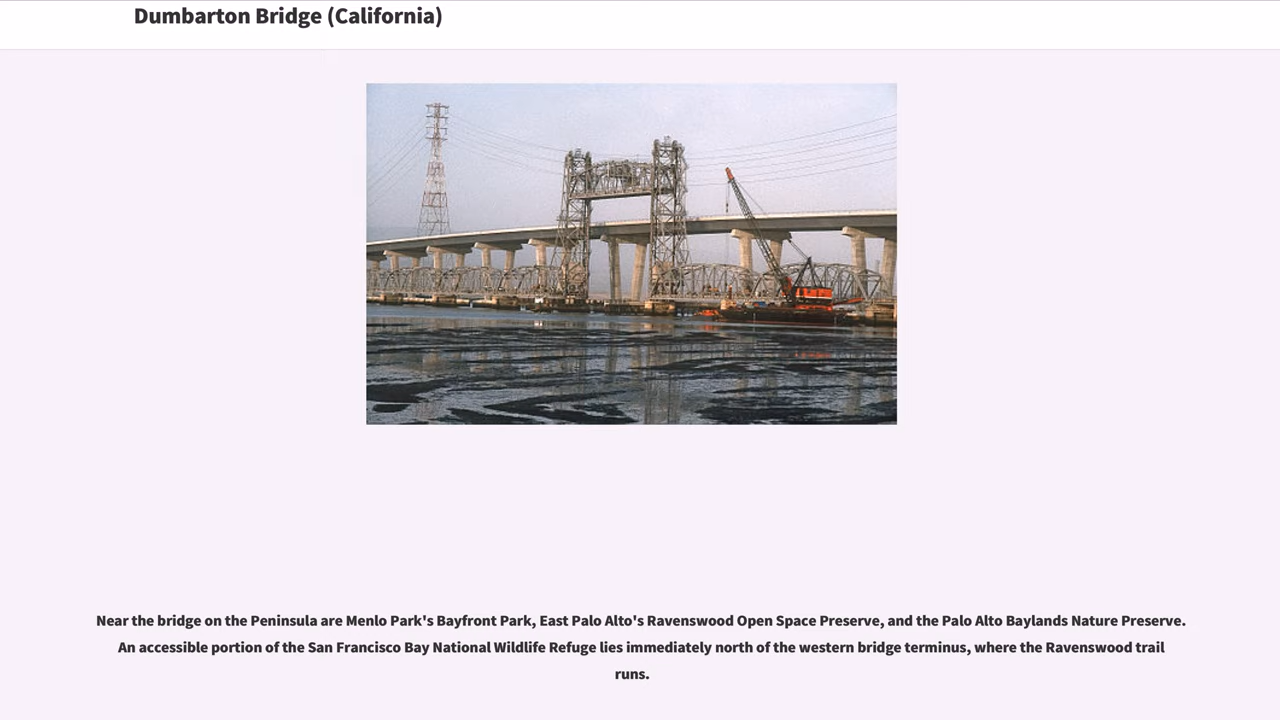 Dumbarton Bridge (California)
Near the bridge on the Peninsula are Menlo Park's Bayfront Park, East Palo Alto's Ravenswood Open Space Preserve, and the Palo Alto Baylands Nature Preserve.
An accessible portion of the San Francisco Bay National Wildlife Refuge lies immediately north of the western bridge terminus, where the Ravenswood trail
runs.